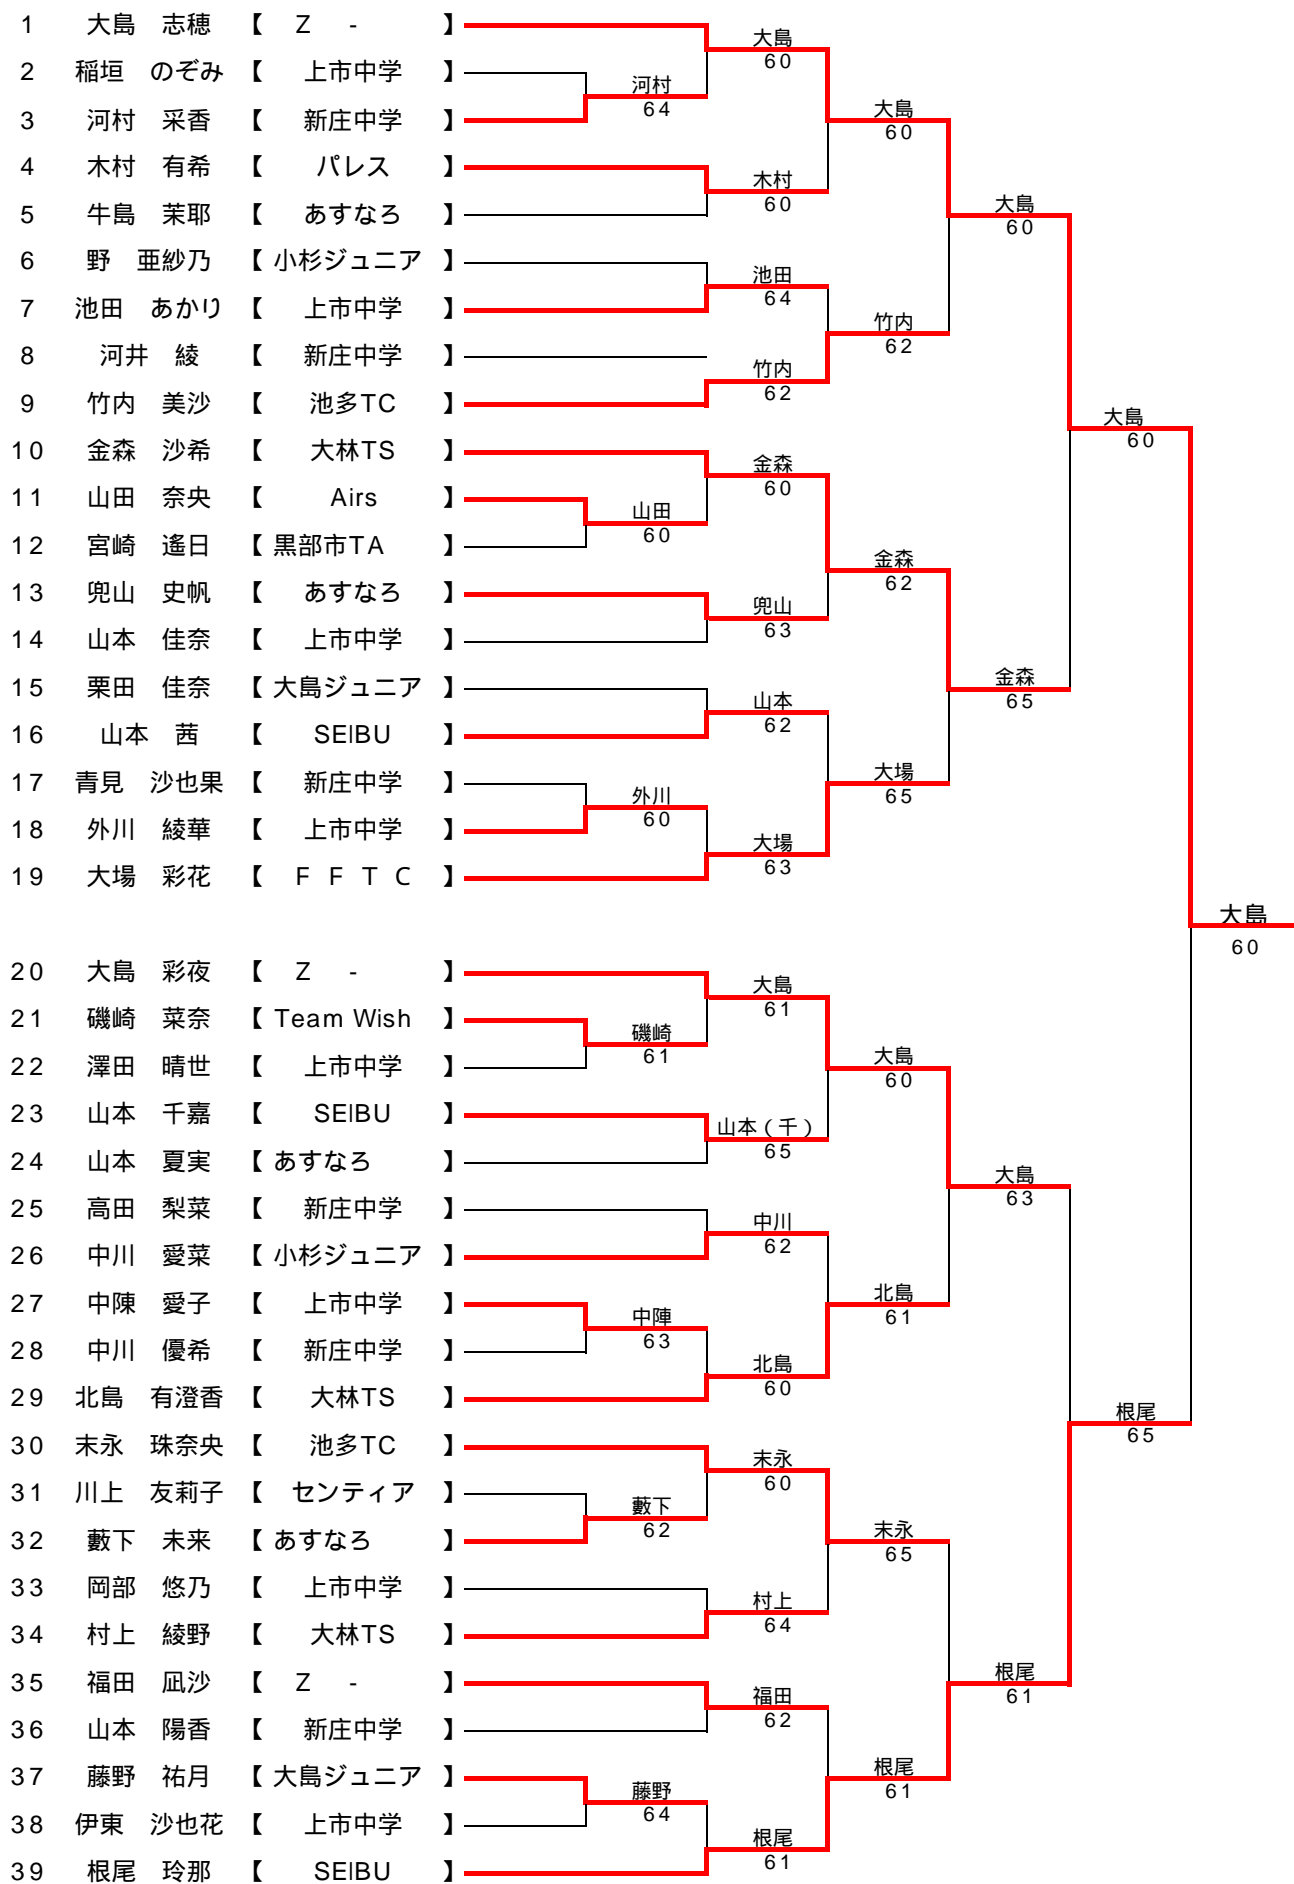 1 大島 志穂 【 Z - 】
大島
60
2 稲垣 のぞみ 【 上市中学 】
河村
64
3 河村 采香 【 新庄中学 】
大島
60
4 木村 有希 【 パレス 】
木村
60
5 牛島 茉耶 【 あすなろ 】
大島
60
6 野 亜紗乃 【 小杉ジュニア 】
池田
64
7 池田 あかり 【 上市中学 】
竹内
62
8 河井 綾 【 新庄中学 】
竹内
62
9 竹内 美沙 【 池多TC 】
大島
60
10 金森 沙希 【 大林TS 】
金森
60
11 山田 奈央 【 Airs 】
山田
60
12 宮崎 遙日 【 黒部市TA 】
金森
62
13 兜山 史帆 【 あすなろ 】
兜山
63
14 山本 佳奈 【 上市中学 】
金森
65
15 栗田 佳奈 【 大島ジュニア 】
山本
62
16 山本 茜 【 SEIBU 】
大場
65
17 青見 沙也果 【 新庄中学 】
外川
60
18 外川 綾華 【 上市中学 】
大場
63
19 大場 彩花 【 F F T C 】
大島
60
20 大島 彩夜 【 Z - 】
大島
61
21 磯崎 菜奈 【 Team Wish 】
磯崎
61
22 澤田 晴世 【 上市中学 】
大島
60
23 山本 千嘉 【 SEIBU 】
山本（千）
65
24 山本 夏実 【 あすなろ 】
大島
63
25 高田 梨菜 【 新庄中学 】
中川
62
26 中川 愛菜 【 小杉ジュニア 】
北島
61
27 中陳 愛子 【 上市中学 】
中陣
63
28 中川 優希 【 新庄中学 】
北島
60
29 北島 有澄香 【 大林TS 】
根尾
65
30 末永 珠奈央 【 池多TC 】
末永
60
31 川上 友莉子 【 センティア 】
藪下
62
32 藪下 未来 【 あすなろ 】
末永
65
33 岡部 悠乃 【 上市中学 】
村上
64
34 村上 綾野 【 大林TS 】
根尾
61
35 福田 凪沙 【 Z - 】
福田
62
36 山本 陽香 【 新庄中学 】
根尾
61
37 藤野 祐月 【 大島ジュニア 】
藤野
64
38 伊東 沙也花 【 上市中学 】
根尾
61
39 根尾 玲那 【 SEIBU 】